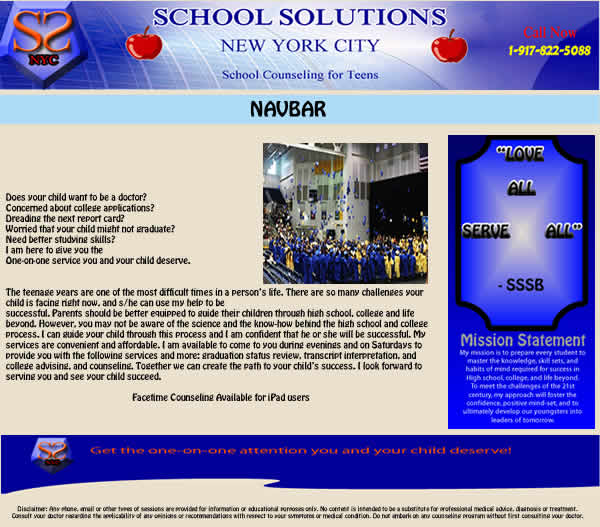 SCHOOL SOLUTIONS
NEW YORK CITY
School Counseling for Teens
SS
NYC
Call Now
1-917-822-5088
NAVBAR
Does your child want to be a doctor?
Concerned about college applications?
Dreading the next report card?
Worried that your child might not graduate?
Need better studying skills?
I am here to give you the
One-on-one service you and your child deserve.
The teenage years are one of the most difficult times in a person's life. There are so many challenges your
child is facing right now, and s/he can use my help to be
successful. Parents should be better equipped to guide their children through high school, college and life
beyond. However, you may not be aware of the science and the know-how behind the high school and college
process. I can guide your child through this process and I am confident that he or she will be successful. My
services are convenient and affordable. I am available to come to you during evenings and on Saturdays to
provide you with the following services and more: graduation status review, transcript interpretation, and
college advising, and counseling. Together we can create the path to your child's success. I look forward to
serving you and see your child succeed.
Facetime Counseling Available for iPad users
"LOVE
ALL
SERVE ALL"
- SSSB
Mission Statement
My mission is to prepare every student to
master the knowledge, skill sets, and
habits of mind required for success in
High school, college, and life beyond.
To meet the challenges of the 21st
century, my approach will foster the
confidence, positive mind-set, and to
ultimately develop our youngsters into
leaders of tomorrow.
Get the one-on-one attention you and your child deserve!
Disclaimer: Any phone, email or other types of sessions are provided for information or educational purposes only. No content is intended to be a substitute for professional medical advice, diagnosis or treatment.
Consult your doctor regarding the applicability of any opinions or recommendations with respect to your symptoms or medical condition. Do not embark on any counseling program without first consulting your doctor.